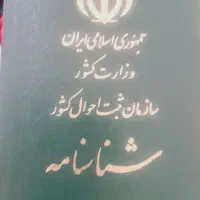 جمهوری اسلامی ایران
وزارت کشور
سازمان ثبت احوال کشور
شناسنامه